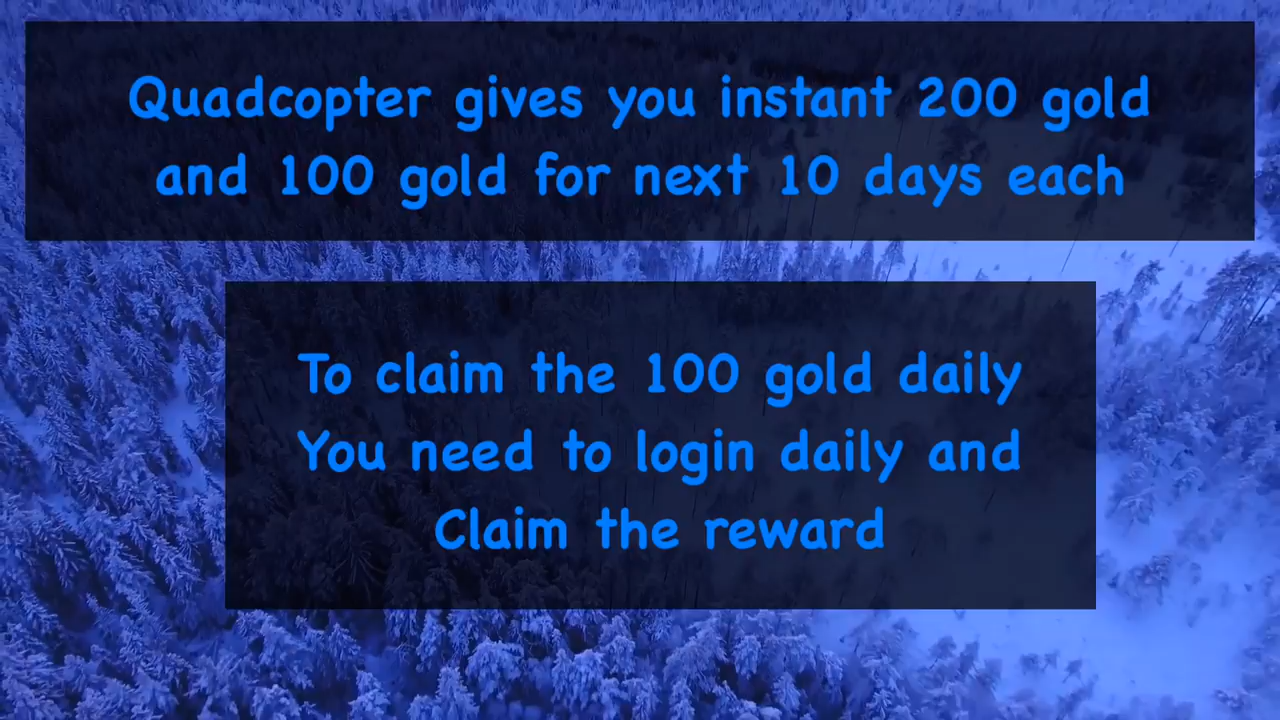 Quadcopter gives you instant 200 gold
and 100 gold for next 10 days each
To claim the 100 gold daily
You need to login daily and
Claim the reward